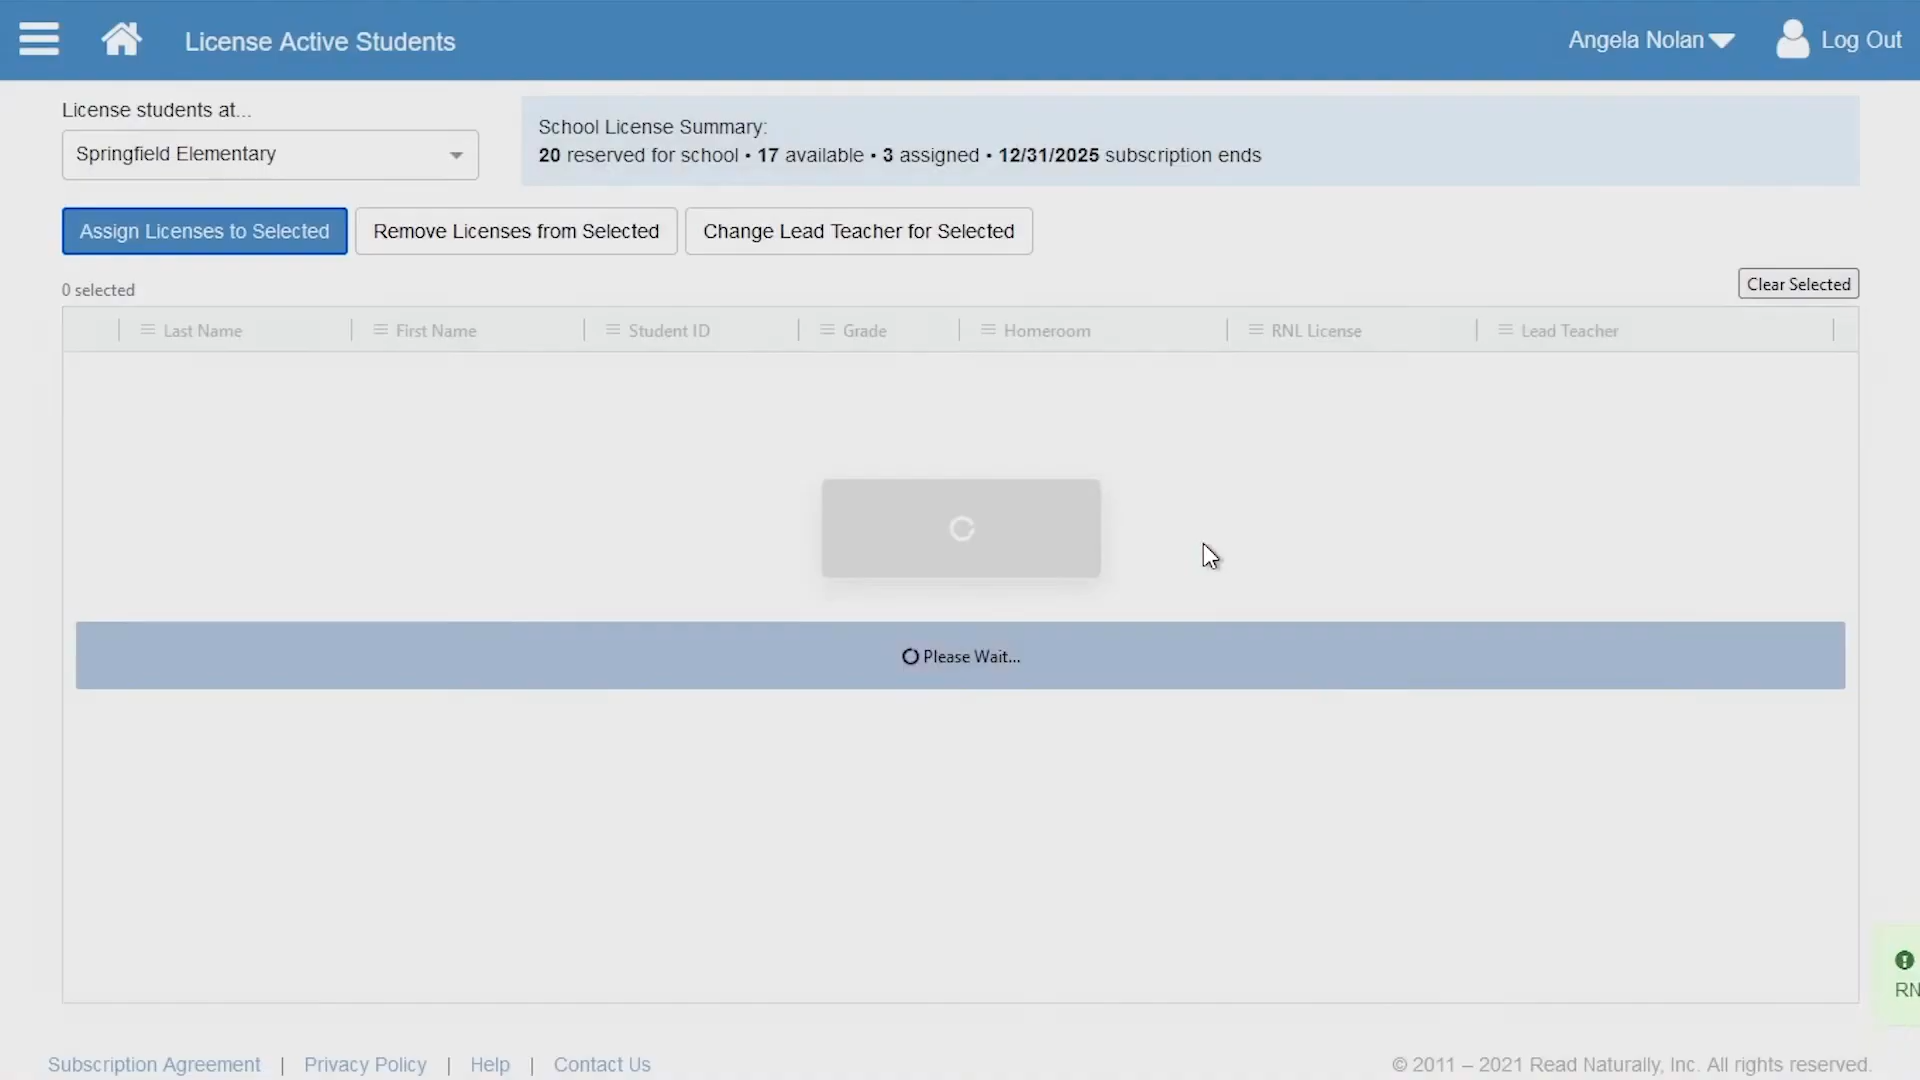 License Active Students
Angela Nolan
Log Out
License students at...
Springfield Elementary
School License Summary:
20 reserved for school • 17 available • 3 assigned • 12/31/2025 subscription ends
Assign Licenses to Selected
Remove Licenses from Selected
Change Lead Teacher for Selected
0 selected
Clear Selected
Last Name
First Name
Student ID
Grade
Homeroom
RNL License
Lead Teacher
Please Wait...
RN
Subscription Agreement | Privacy Policy | Help | Contact Us
© 2011 – 2021 Read Naturally, Inc. All rights reserved.